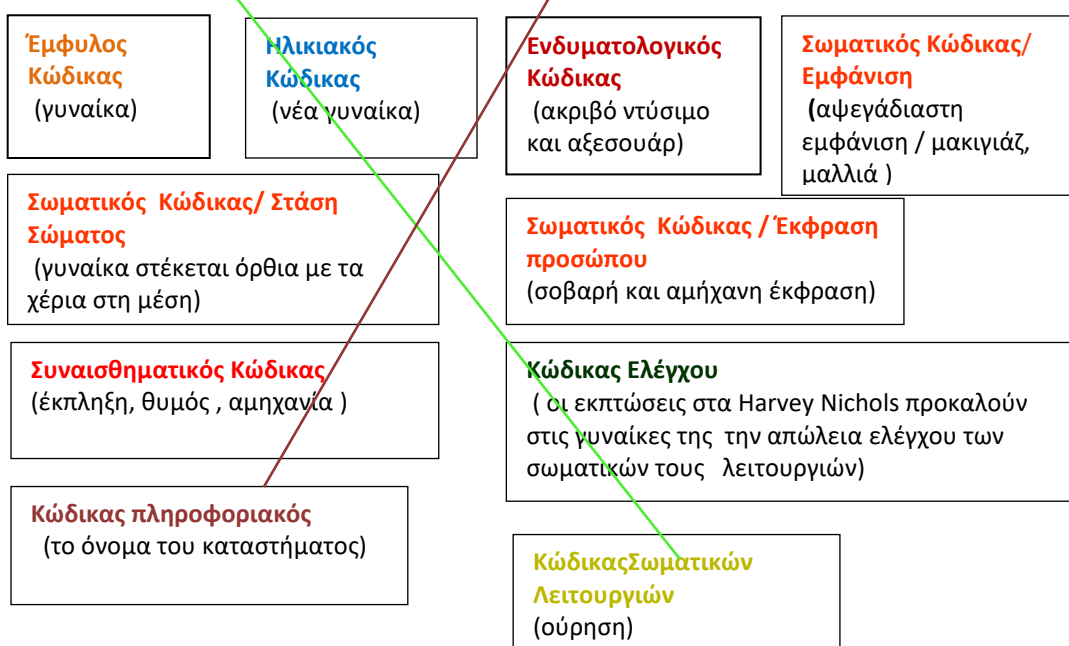 Έμφυλος
Κώδικας
(γυναίκα)
Ηλικιακός
Κώδικας
(νέα γυναίκα)
Ενδυματολογικός
Κώδικας
(ακριβό ντύσιμο
και αξεσουάρ)
Σωματικός Κώδικας/
Εμφάνιση
(αψεγάδιαστη
εμφάνιση / μακιγιάζ,
μαλλιά )
Σωματικός Κώδικας/ Στάση
Σώματος
(γυναίκα στέκεται όρθια με τα
χέρια στη μέση)
Σωματικός Κώδικας / Έκφραση
προσώπου
(σοβαρή και αμήχανη έκφραση)
Συναισθηματικός Κώδικας
(έκπληξη, θυμός , αμηχανία )
Κώδικας Ελέγχου
( οι εκπτώσεις στα Harvey Nichols προκαλούν
στις γυναίκες της την απώλεια ελέγχου των
σωματικών τους λειτουργιών)
Κώδικας πληροφοριακός
(το όνομα του καταστήματος)
ΚώδικαςΣωματικών
Λειτουργιών
(ούρηση)